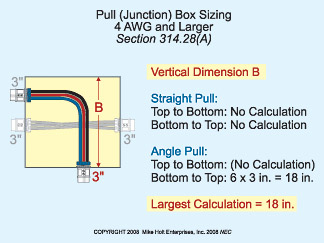 Pull (Junction) Box Sizing
4 AWG and Larger
Section 314.28(A)
Vertical Dimension B
3"
3"
B
3"
Straight Pull:
Top to Bottom: No Calculation
Bottom to Top: No Calculation
Angle Pull:
Top to Bottom: (No Calculation)
Bottom to Top: 6 x 3 in. = 18 in.
Largest Calculation = 18 in.
COPYRIGHT 2008 Mike Holt Enterprises, Inc. 2008 NEC